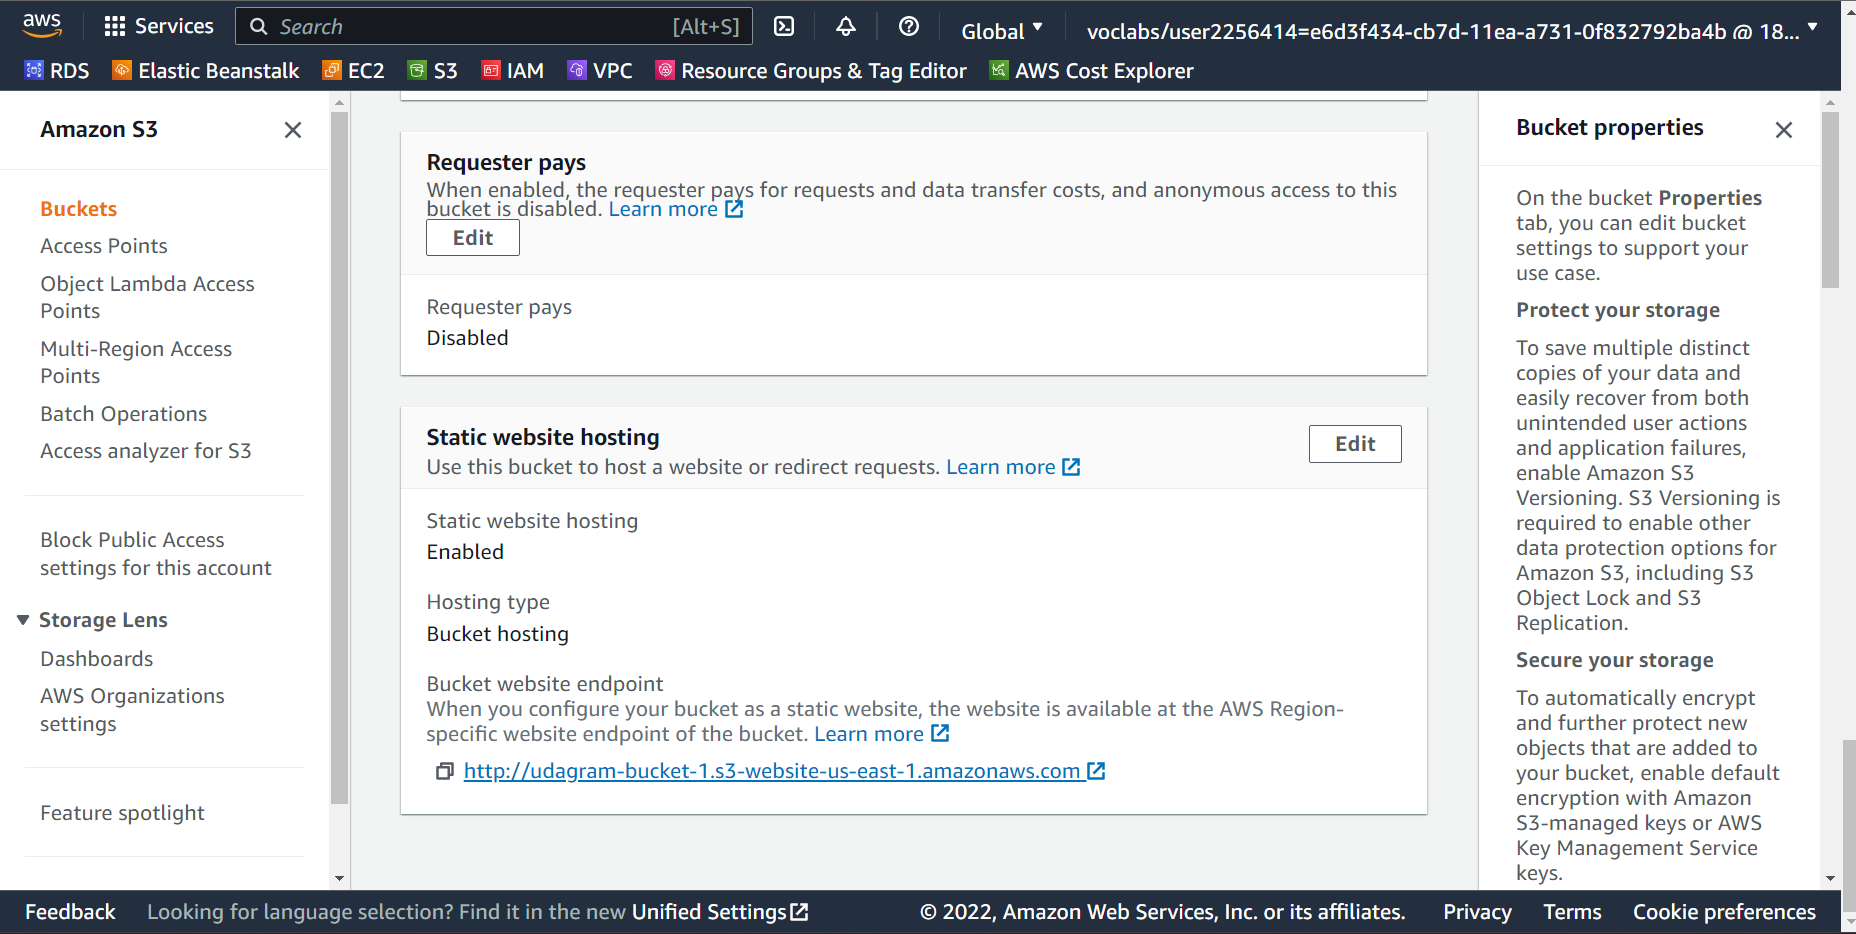 aws
Services
Search
[Alt+S]
Global
voclabs/user2256414=e6d3f434-cb7d-11ea-a731-0f832792ba4b @ 18...
RDS
Elastic Beanstalk
EC2
S3
IAM
VPC
Resource Groups & Tag Editor
AWS Cost Explorer
Amazon S3
Buckets
Access Points
Object Lambda Access
Points
Multi-Region Access
Points
Batch Operations
Access analyzer for S3
Block Public Access
settings for this account
Storage Lens
Dashboards
AWS Organizations
settings
Feature spotlight
Requester pays
When enabled, the requester pays for requests and data transfer costs, and anonymous access to this
bucket is disabled. Learn more
Edit
Requester pays
Disabled
Static website hosting
Use this bucket to host a website or redirect requests. Learn more
Edit
Static website hosting
Enabled
Hosting type
Bucket hosting
Bucket website endpoint
When you configure your bucket as a static website, the website is available at the AWS Region-
specific website endpoint of the bucket. Learn more
http://udagram-bucket-1.s3-website-us-east-1.amazonaws.com
Bucket properties
On the bucket Properties
tab, you can edit bucket
settings to support your
use case.
Protect your storage
To save multiple distinct
copies of your data and
easily recover from both
unintended user actions
and application failures,
enable Amazon S3
Versioning. S3 Versioning is
required to enable other
data protection options for
Amazon S3, including S3
Object Lock and S3
Replication.
Secure your storage
To automatically encrypt
and further protect new
objects that are added to
your bucket, enable default
encryption with Amazon
S3-managed keys or AWS
Key Management Service
keys.
Feedback
Looking for language selection? Find it in the new Unified Settings
© 2022, Amazon Web Services, Inc. or its affiliates.
Privacy
Terms
Cookie preferences